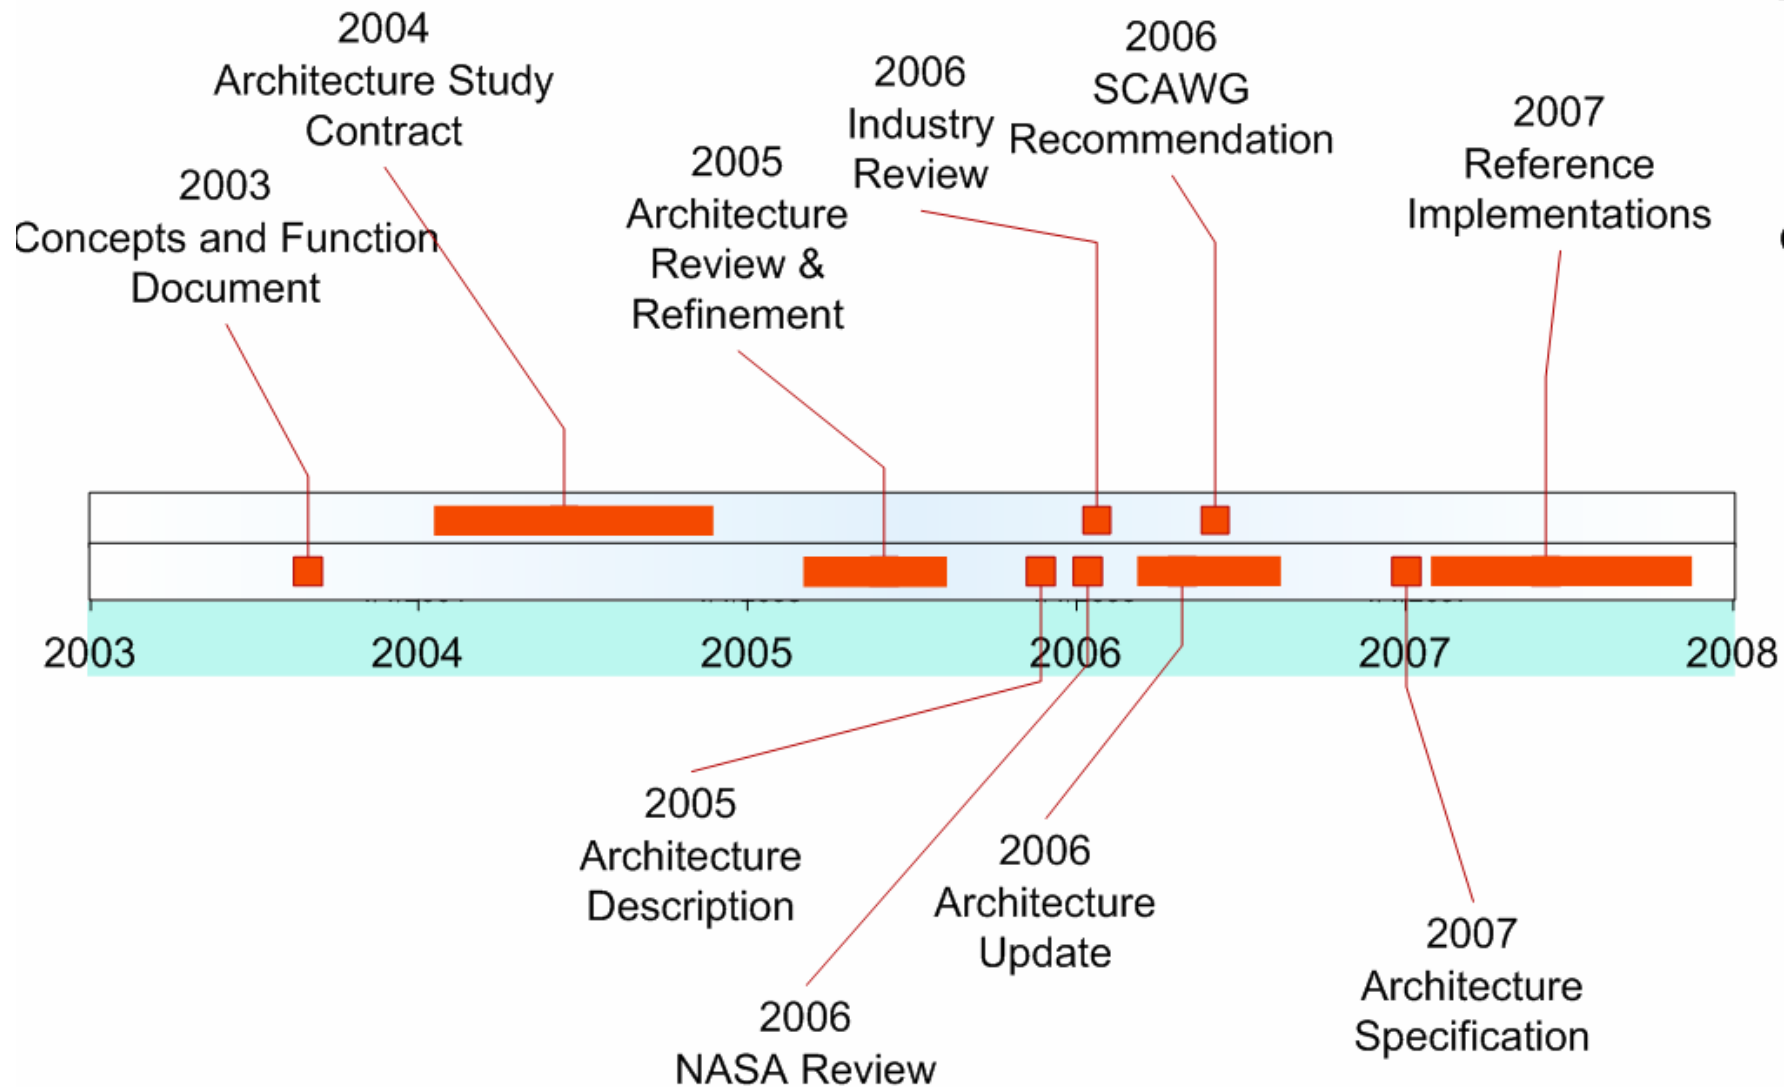 2004
Architecture Study
Contract
2003
Concepts and Function
Document
2005
Architecture
Review &
Refinement
2006
Industry
Review
2006
SCAWG
Recommendation
2007
Reference
Implementations
2003
2004
2005
2006
2007
2008
2005
Architecture
Description
2006
NASA Review
2006
Architecture
Update
2007
Architecture
Specification